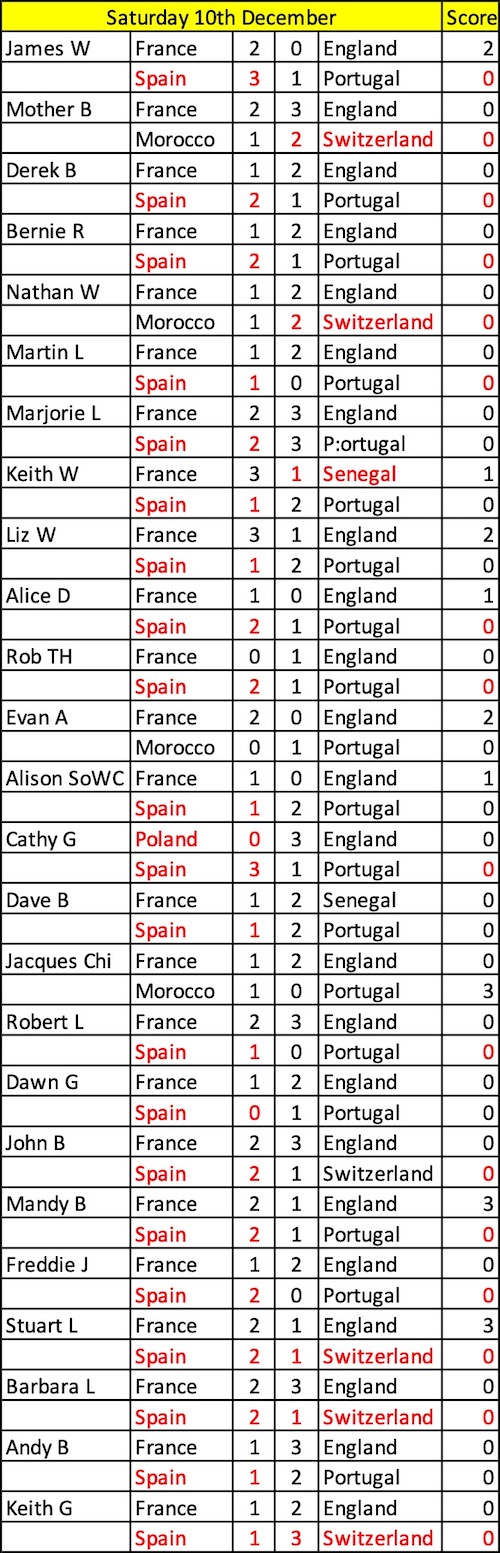 Saturday 10th December Score
James W France 2 0 England 2
Spain 3 1 Portugal 0
Mother B France 2 3 England 0
Morocco 1 2 Switzerland 0
Derek B France 1 2 England 0
Spain 2 1 Portugal 0
Bernie R France 1 2 England 0
Spain 2 1 Portugal 0
Nathan W France 1 2 England 0
Morocco 1 2 Switzerland 0
Martin L France 1 2 England 0
Spain 1 0 Portugal 0
Marjorie L France 2 3 England 0
Spain 2 3 P:ortugal 0
Keith W France 3 1 Senegal 1
Spain 1 2 Portugal 0
Liz W France 3 1 England 2
Spain 1 2 Portugal 0
Alice D France 1 0 England 1
Spain 2 1 Portugal 0
Rob TH France 0 1 England 0
Spain 2 1 Portugal 0
Evan A France 2 0 England 2
Morocco 0 1 Portugal 0
Alison SoWC France 1 0 England 1
Spain 1 2 Portugal 0
Cathy G Poland 0 3 England 0
Spain 3 1 Portugal 0
Dave B France 1 2 Senegal 0
Spain 1 2 Portugal 0
Jacques Chi France 1 2 England 0
Morocco 1 0 Portugal 3
Robert L France 2 3 England 0
Spain 1 0 Portugal 0
Dawn G France 1 2 England 0
Spain 0 1 Portugal 0
John B France 2 3 England 0
Spain 2 1 Switzerland 0
Mandy B France 2 1 England 3
Spain 2 1 Portugal 0
Freddie J France 1 2 England 0
Spain 2 0 Portugal 0
Stuart L France 2 1 England 3
Spain 2 1 Switzerland 0
Barbara L France 2 3 England 0
Spain 2 1 Switzerland 0
Andy B France 1 3 England 0
Spain 1 2 Portugal 0
Keith G France 1 2 England 0
Spain 1 3 Switzerland 0